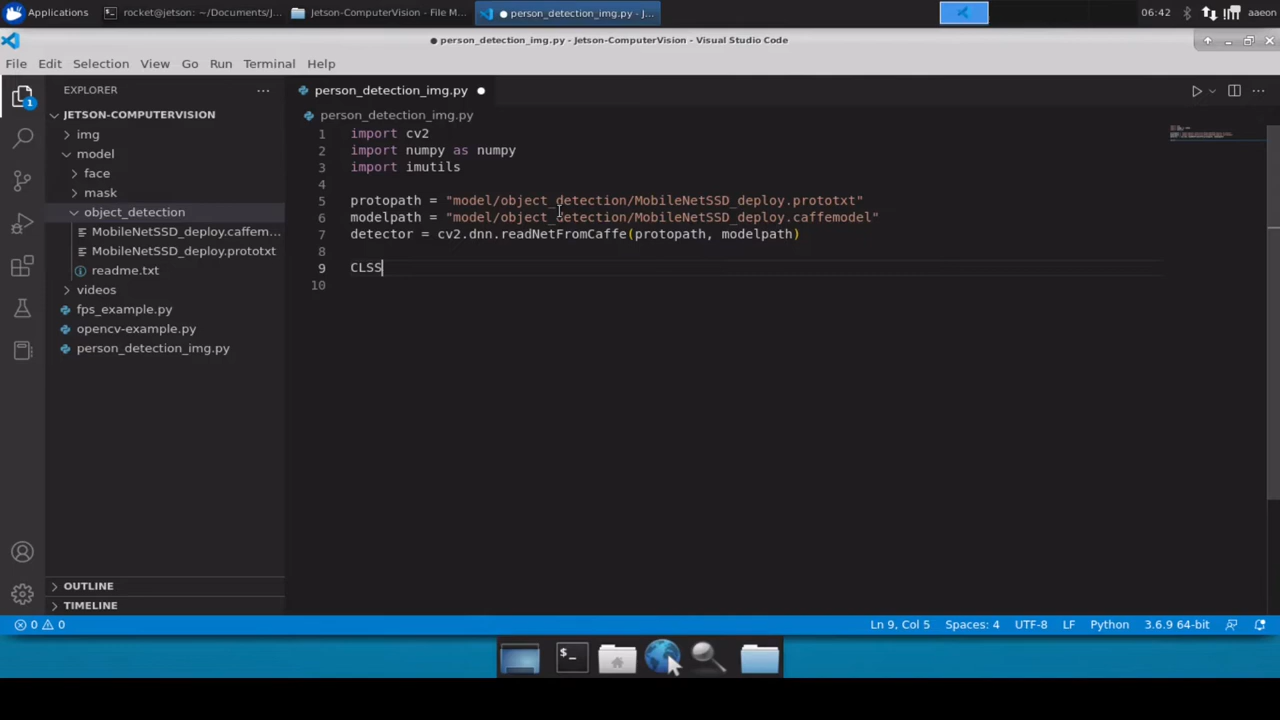 Applications
rocket@jetson: ~/Documents/J...
Jetson-ComputerVision - File M...
● person_detection_img.py - J...
06:42
aaeon
● person_detection_img.py - Jetson-ComputerVision - Visual Studio Code
File Edit Selection View Go Run Terminal Help
EXPLORER
JETSON-COMPUTERVISION
img
model
face
mask
object_detection
MobileNetSSD_deploy.caffem...
MobileNetSSD_deploy.prototxt
readme.txt
videos
fps_example.py
opencv-example.py
person_detection_img.py
OUTLINE
TIMELINE
1
person_detection_img.py ●
person_detection_img.py
1 import cv2
2 import numpy as numpy
3 import imutils
4
5 protopath = "model/object_detection/MobileNetSSD_deploy.prototxt"
6 modelpath = "model/object_detection/MobileNetSSD_deploy.caffemodel"
7 detector = cv2.dnn.readNetFromCaffe(protopath, modelpath)
8
9 CLSS
10
0 0
Ln 9, Col 5 Spaces: 4 UTF-8 LF Python 3.6.9 64-bit
$_